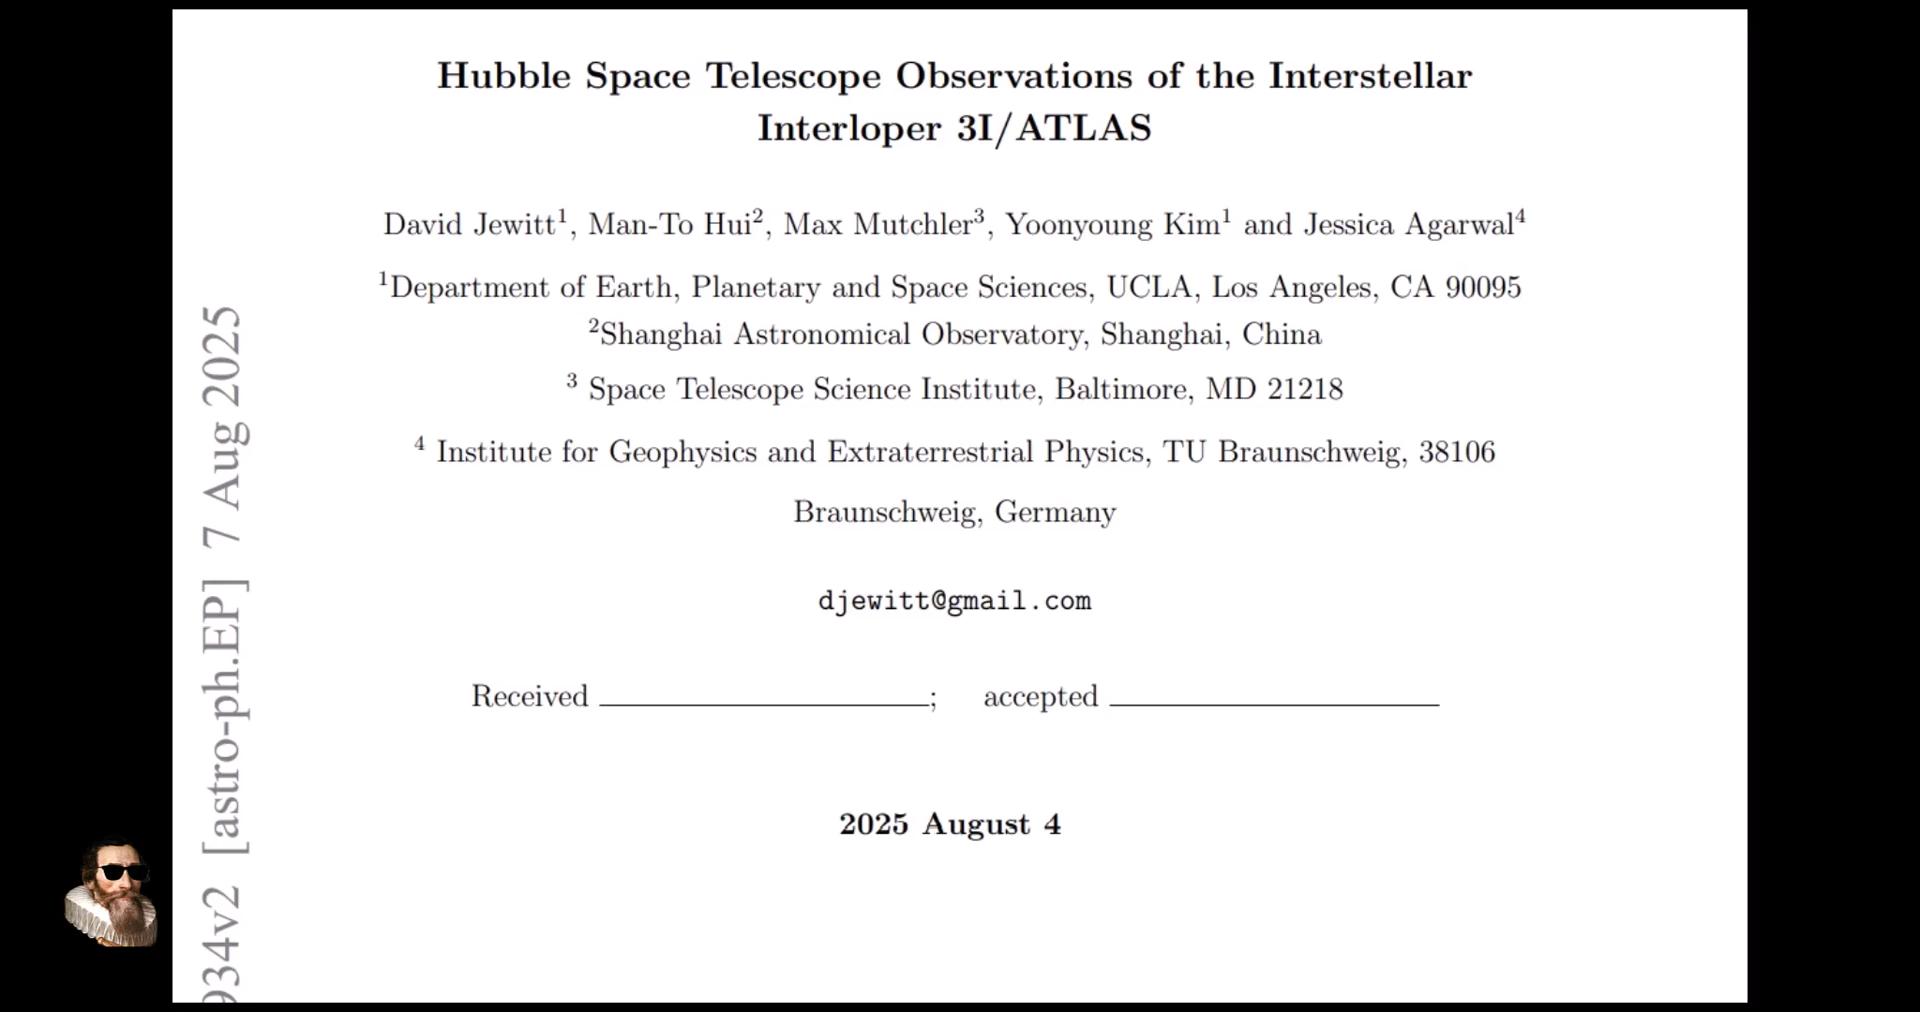 Hubble Space Telescope Observations of the Interstellar
Interloper 3I/ATLAS
David Jewitt¹, Man-To Hui², Max Mutchler³, Yoonyoung Kim¹ and Jessica Agarwal⁴
¹Department of Earth, Planetary and Space Sciences, UCLA, Los Angeles, CA 90095
²Shanghai Astronomical Observatory, Shanghai, China
³ Space Telescope Science Institute, Baltimore, MD 21218
⁴ Institute for Geophysics and Extraterrestrial Physics, TU Braunschweig, 38106
Braunschweig, Germany
djewitt@gmail.com
Received ; accepted
2025 August 4
934v2 [astro-ph.EP] 7 Aug 2025